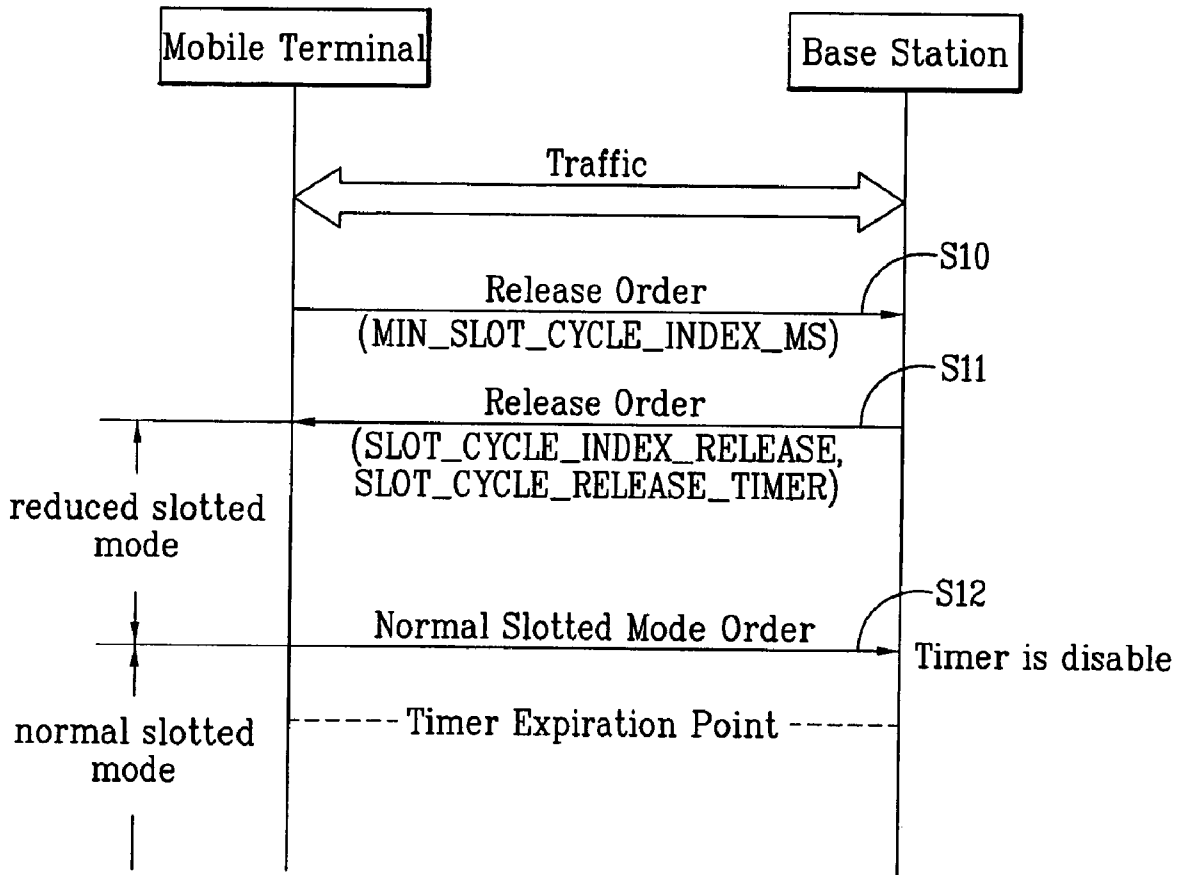 Mobile Terminal
Base Station
Traffic
S10
Release Order
(MIN_SLOT_CYCLE_INDEX_MS)
S11
Release Order
(SLOT_CYCLE_INDEX_RELEASE,
SLOT_CYCLE_RELEASE_TIMER)
reduced slotted
mode
S12
Normal Slotted Mode Order
Timer is disable
Timer Expiration Point
normal slotted
mode